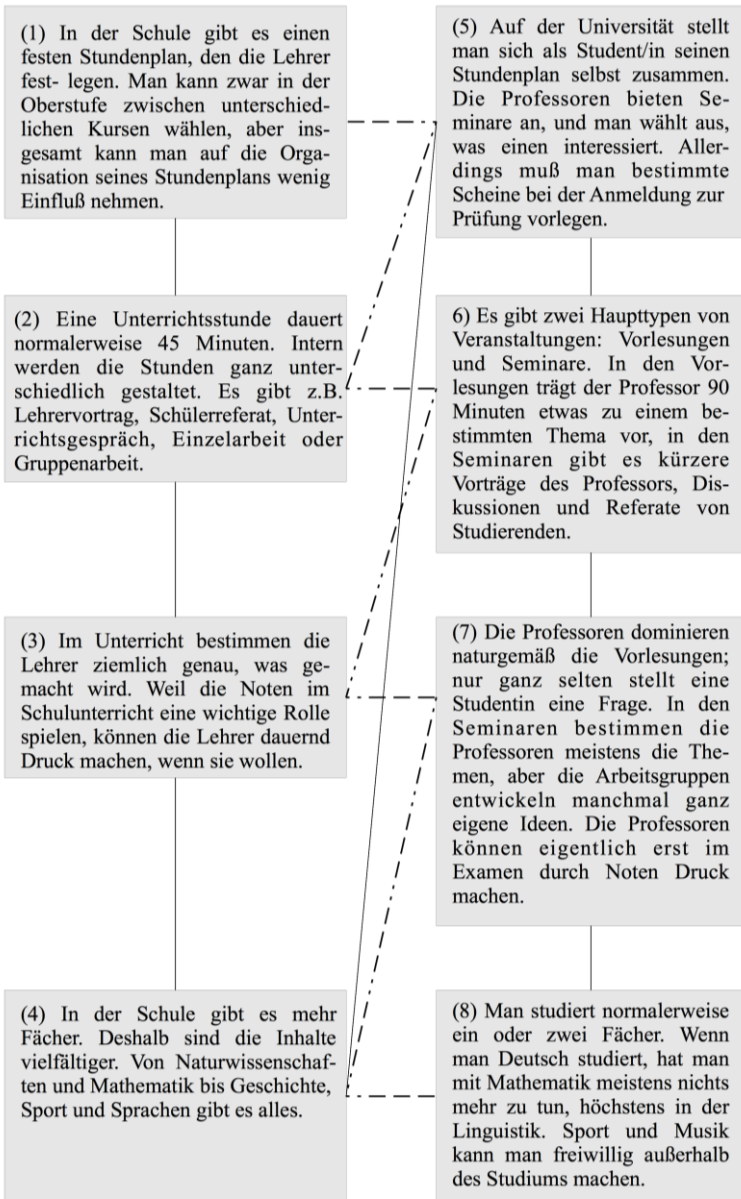 (1) In der Schule gibt es einen
festen Stundenplan, den die Lehrer
fest- legen. Man kann zwar in der
Oberstufe zwischen unterschied-
lichen Kursen wählen, aber ins-
gesamt kann man auf die Orga-
nisation seines Stundenplans wenig
Einfluß nehmen.
(2) Eine Unterrichtsstunde dauert
normalerweise 45 Minuten. Intern
werden die Stunden ganz unter-
schiedlich gestaltet. Es gibt z.B.
Lehrervortrag, Schülerreferat, Unter-
richtsgespräch, Einzelarbeit oder
Gruppenarbeit.
(3) Im Unterricht bestimmen die
Lehrer ziemlich genau, was ge-
macht wird. Weil die Noten im
Schulunterricht eine wichtige Rolle
spielen, können die Lehrer dauernd
Druck machen, wenn sie wollen.
(4) In der Schule gibt es mehr
Fächer. Deshalb sind die Inhalte
vielfältiger. Von Naturwissenschaf-
ten und Mathematik bis Geschichte,
Sport und Sprachen gibt es alles.
(5) Auf der Universität stellt
man sich als Student/in seinen
Stundenplan selbst zusammen.
Die Professoren bieten Se-
minare an, und man wählt aus,
was einen interessiert. Aller-
dings muß man bestimmte
Scheine bei der Anmeldung zur
Prüfung vorlegen.
6) Es gibt zwei Haupttypen von
Veranstaltungen: Vorlesungen
und Seminare. In den Vor-
lesungen trägt der Professor 90
Minuten etwas zu einem be-
stimmten Thema vor, in den
Seminaren gibt es kürzere
Vorträge des Professors, Dis-
kussionen und Referate von
Studierenden.
(7) Die Professoren dominieren
naturgemäß die Vorlesungen;
nur ganz selten stellt eine
Studentin eine Frage. In den
Seminaren bestimmen die
Professoren meistens die The-
men, aber die Arbeitsgruppen
entwickeln manchmal ganz
eigene Ideen. Die Professoren
können eigentlich erst im
Examen durch Noten Druck
machen.
(8) Man studiert normalerweise
ein oder zwei Fächer. Wenn
man Deutsch studiert, hat man
mit Mathematik meistens nichts
mehr zu tun, höchstens in der
Linguistik. Sport und Musik
kann man freiwillig außerhalb
des Studiums machen.